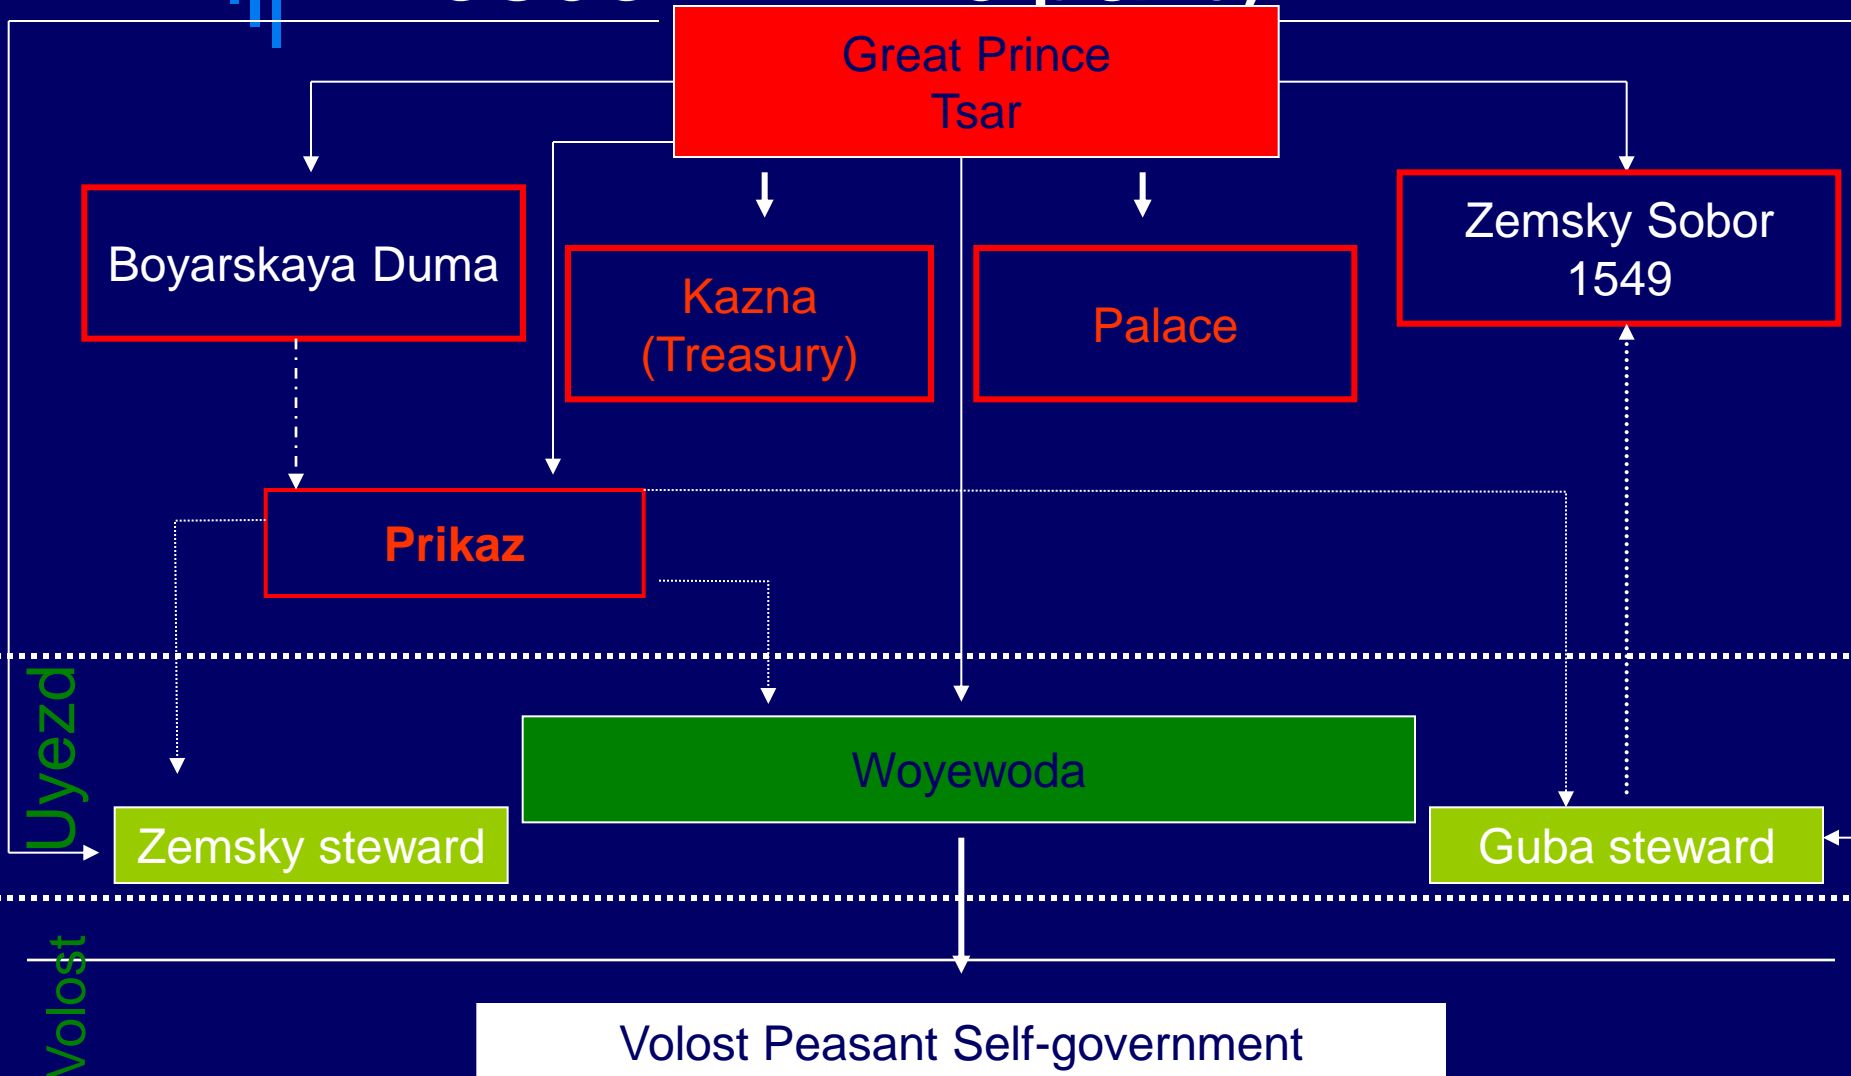 Great Prince
Tsar
Boyarskaya Duma
Kazna
(Treasury)
Palace
Zemsky Sobor
1549
Prikaz
Uyezd
Woyewoda
Zemsky steward
Guba steward
Volost
Volost Peasant Self-government